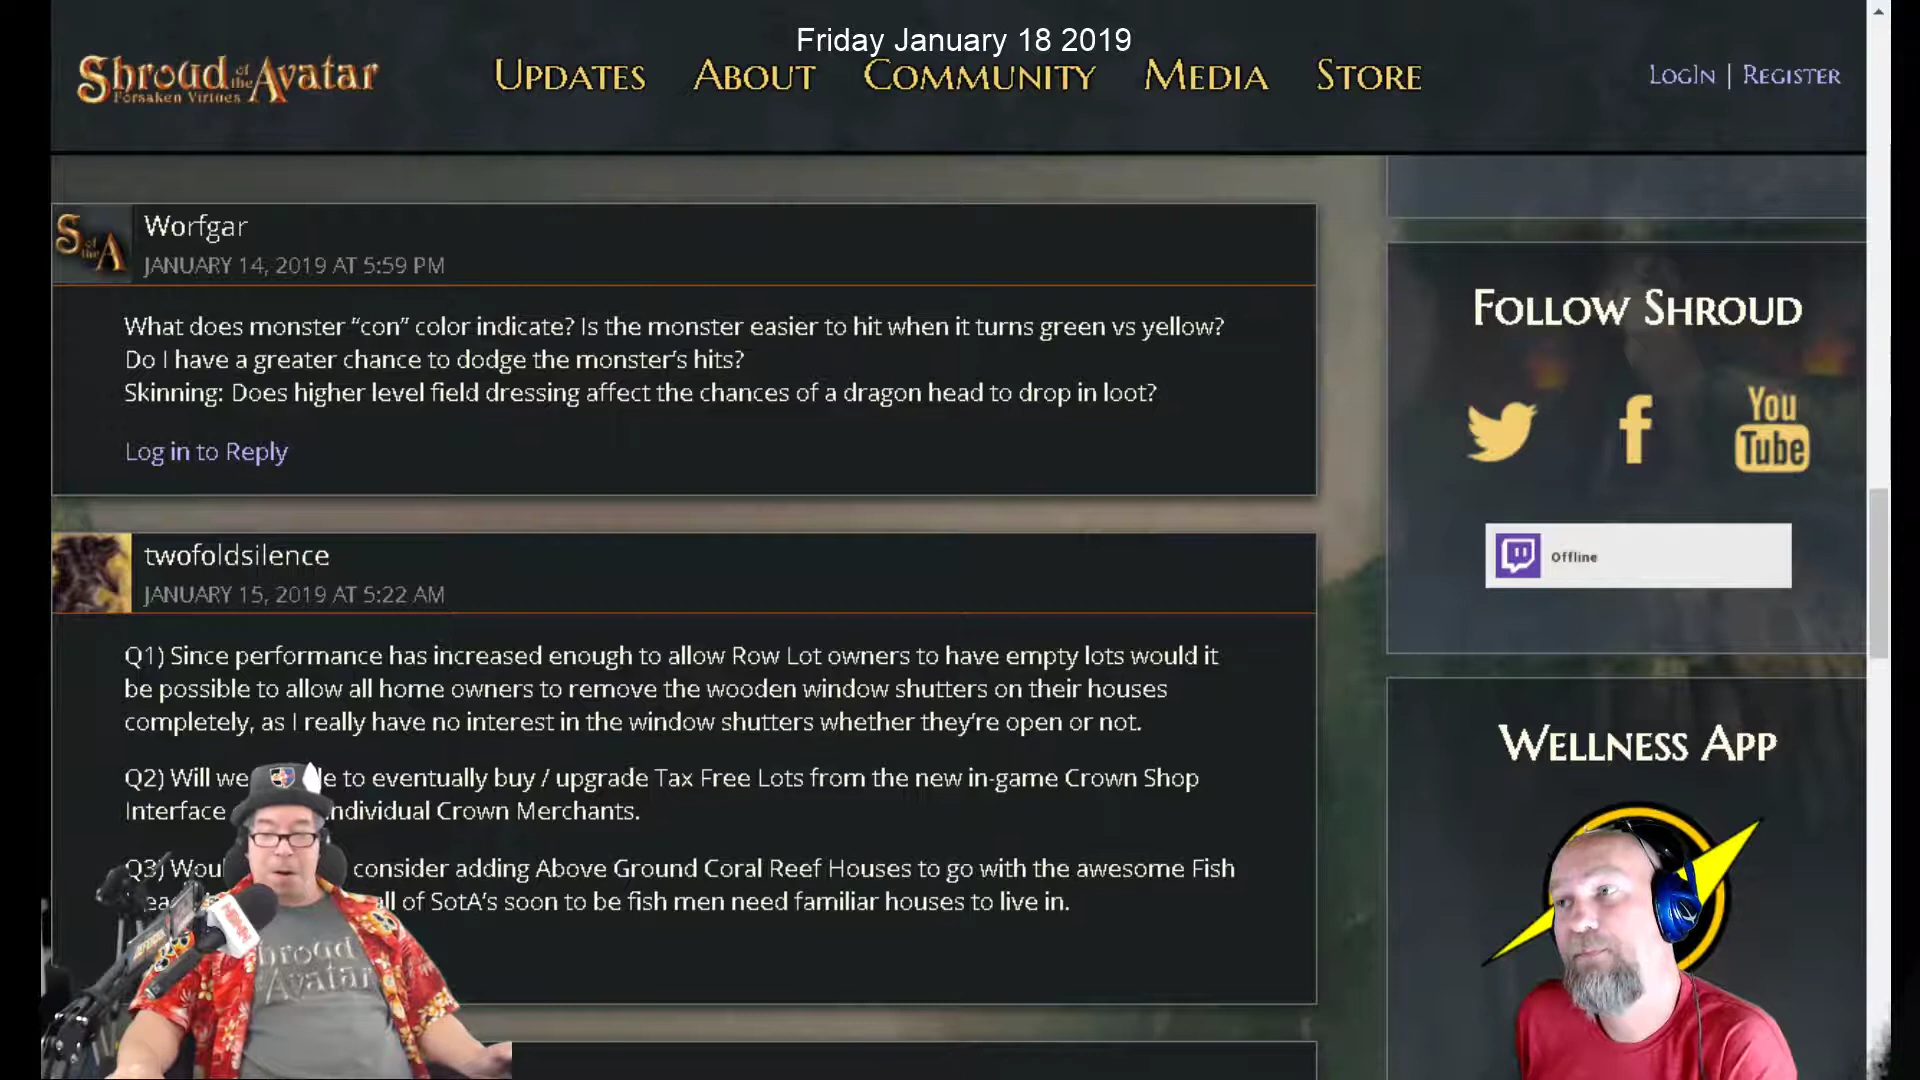 Friday January 18 2019
Shroud of the Avatar
Forsaken Virtues
Updates About Community Media Store
LogIn | Register
Worfgar
JANUARY 14, 2019 AT 5:59 PM
What does monster “con” color indicate? Is the monster easier to hit when it turns green vs yellow?
Do I have a greater chance to dodge the monster’s hits?
Skinning: Does higher level field dressing affect the chances of a dragon head to drop in loot?
Log in to Reply
twofoldsilence
JANUARY 15, 2019 AT 5:22 AM
Q1) Since performance has increased enough to allow Row Lot owners to have empty lots would it
be possible to allow all home owners to remove the wooden window shutters on their houses
completely, as I really have no interest in the window shutters whether they’re open or not.
Q2) Will we to eventually buy / upgrade Tax Free Lots from the new in-game Crown Shop
Interface Crown Merchants.
Q3) consider adding Above Ground Coral Reef Houses to go with the awesome Fish
of SotA’s soon to be fish men need familiar houses to live in.
Shroud
Avatar
Follow Shroud
You
Tube
Offline
Wellness App